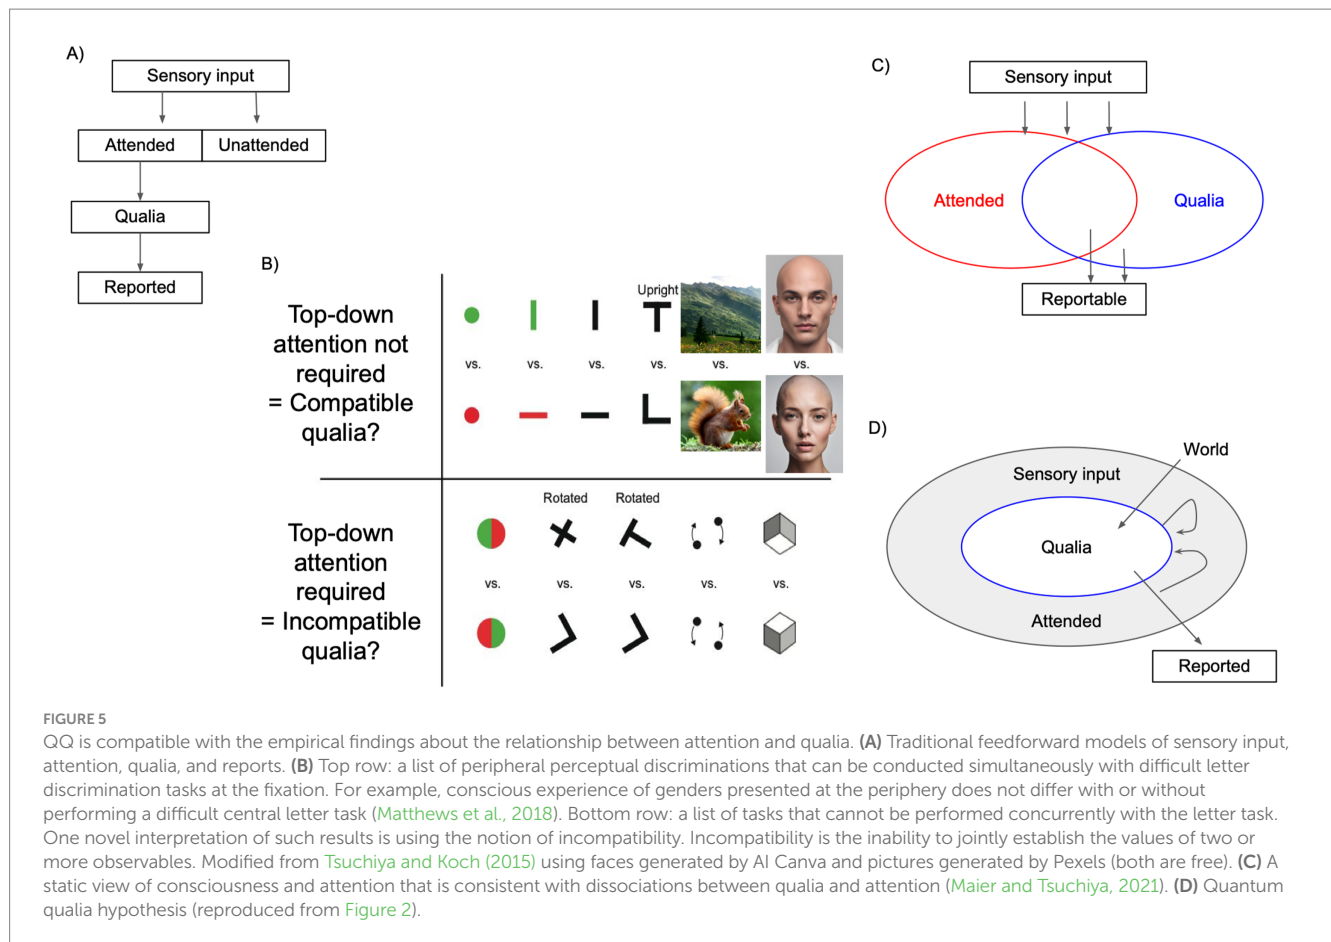 A)
Sensory input
Attended
Unattended
Qualia
Reported
B)
Top-down
attention not
required
= Compatible
qualia?
Upright
vs.
vs.
vs.
vs.
vs.
vs.
Top-down
attention
required
= Incompatible
qualia?
Rotated
Rotated
vs.
vs.
vs.
vs.
vs.
C)
Sensory input
Attended
Qualia
Reportable
D)
World
Sensory input
Qualia
Attended
Reported
FIGURE 5
QQ is compatible with the empirical findings about the relationship between attention and qualia. (A) Traditional feedforward models of sensory input,
attention, qualia, and reports. (B) Top row: a list of peripheral perceptual discriminations that can be conducted simultaneously with difficult letter
discrimination tasks at the fixation. For example, conscious experience of genders presented at the periphery does not differ with or without
performing a difficult central letter task (Matthews et al., 2018). Bottom row: a list of tasks that cannot be performed concurrently with the letter task.
One novel interpretation of such results is using the notion of incompatibility. Incompatibility is the inability to jointly establish the values of two or
more observables. Modified from Tsuchiya and Koch (2015) using faces generated by AI Canva and pictures generated by Pexels (both are free). (C) A
static view of consciousness and attention that is consistent with dissociations between qualia and attention (Maier and Tsuchiya, 2021). (D) Quantum
qualia hypothesis (reproduced from Figure 2).